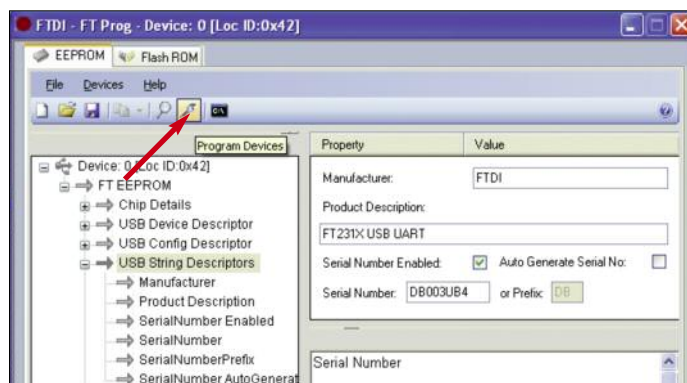 FTDI - FT Prog - Device: 0 [Loc ID:0x42]
EEPROM Flash ROM
File Devices Help
Program Devices
Device: 0 [Loc ID:0x42]
FT EEPROM
Chip Details
USB Device Descriptor
USB Config Descriptor
USB String Descriptors
Manufacturer
Product Description
SerialNumber Enabled
SerialNumber
SerialNumberPrefix
SerialNumber AutoGenerat
Property Value
Manufacturer: FTDI
Product Description:
FT231X USB UART
Serial Number Enabled: Auto Generate Serial No:
Serial Number: DB003UB4 or Prefix: DB
Serial Number